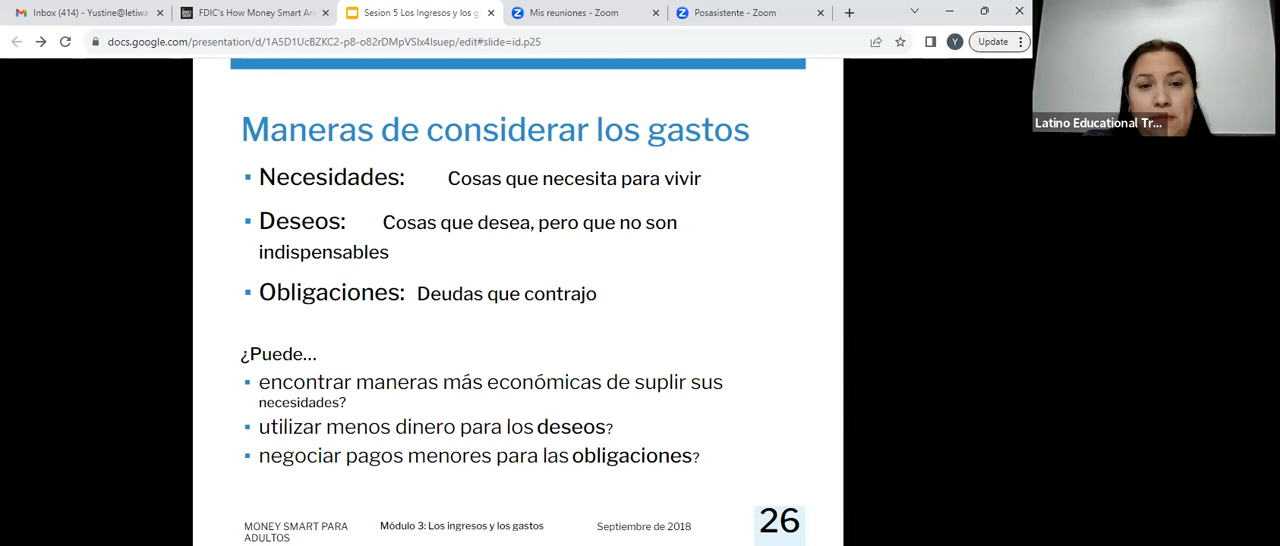 Inbox (414) - Yustine@letiwa
FDIC's How Money Smart Are
Sesion 5 Los Ingresos y los g
Mis reuniones - Zoom
Posasistente - Zoom
docs.google.com/presentation/d/1A5D1UcBZKC2-p8-o82rDMpVSlx4lsuep/edit#slide=id.p25
Y
Update
Latino Educational Tr...
Maneras de considerar los gastos
▪ Necesidades: Cosas que necesita para vivir
▪ Deseos: Cosas que desea, pero que no son
indispensables
▪ Obligaciones: Deudas que contrajo
¿Puede...
▪ encontrar maneras más económicas de suplir sus
necesidades?
▪ utilizar menos dinero para los deseos?
▪ negociar pagos menores para las obligaciones?
MONEY SMART PARA
ADULTOS
Módulo 3: Los ingresos y los gastos
Septiembre de 2018
26